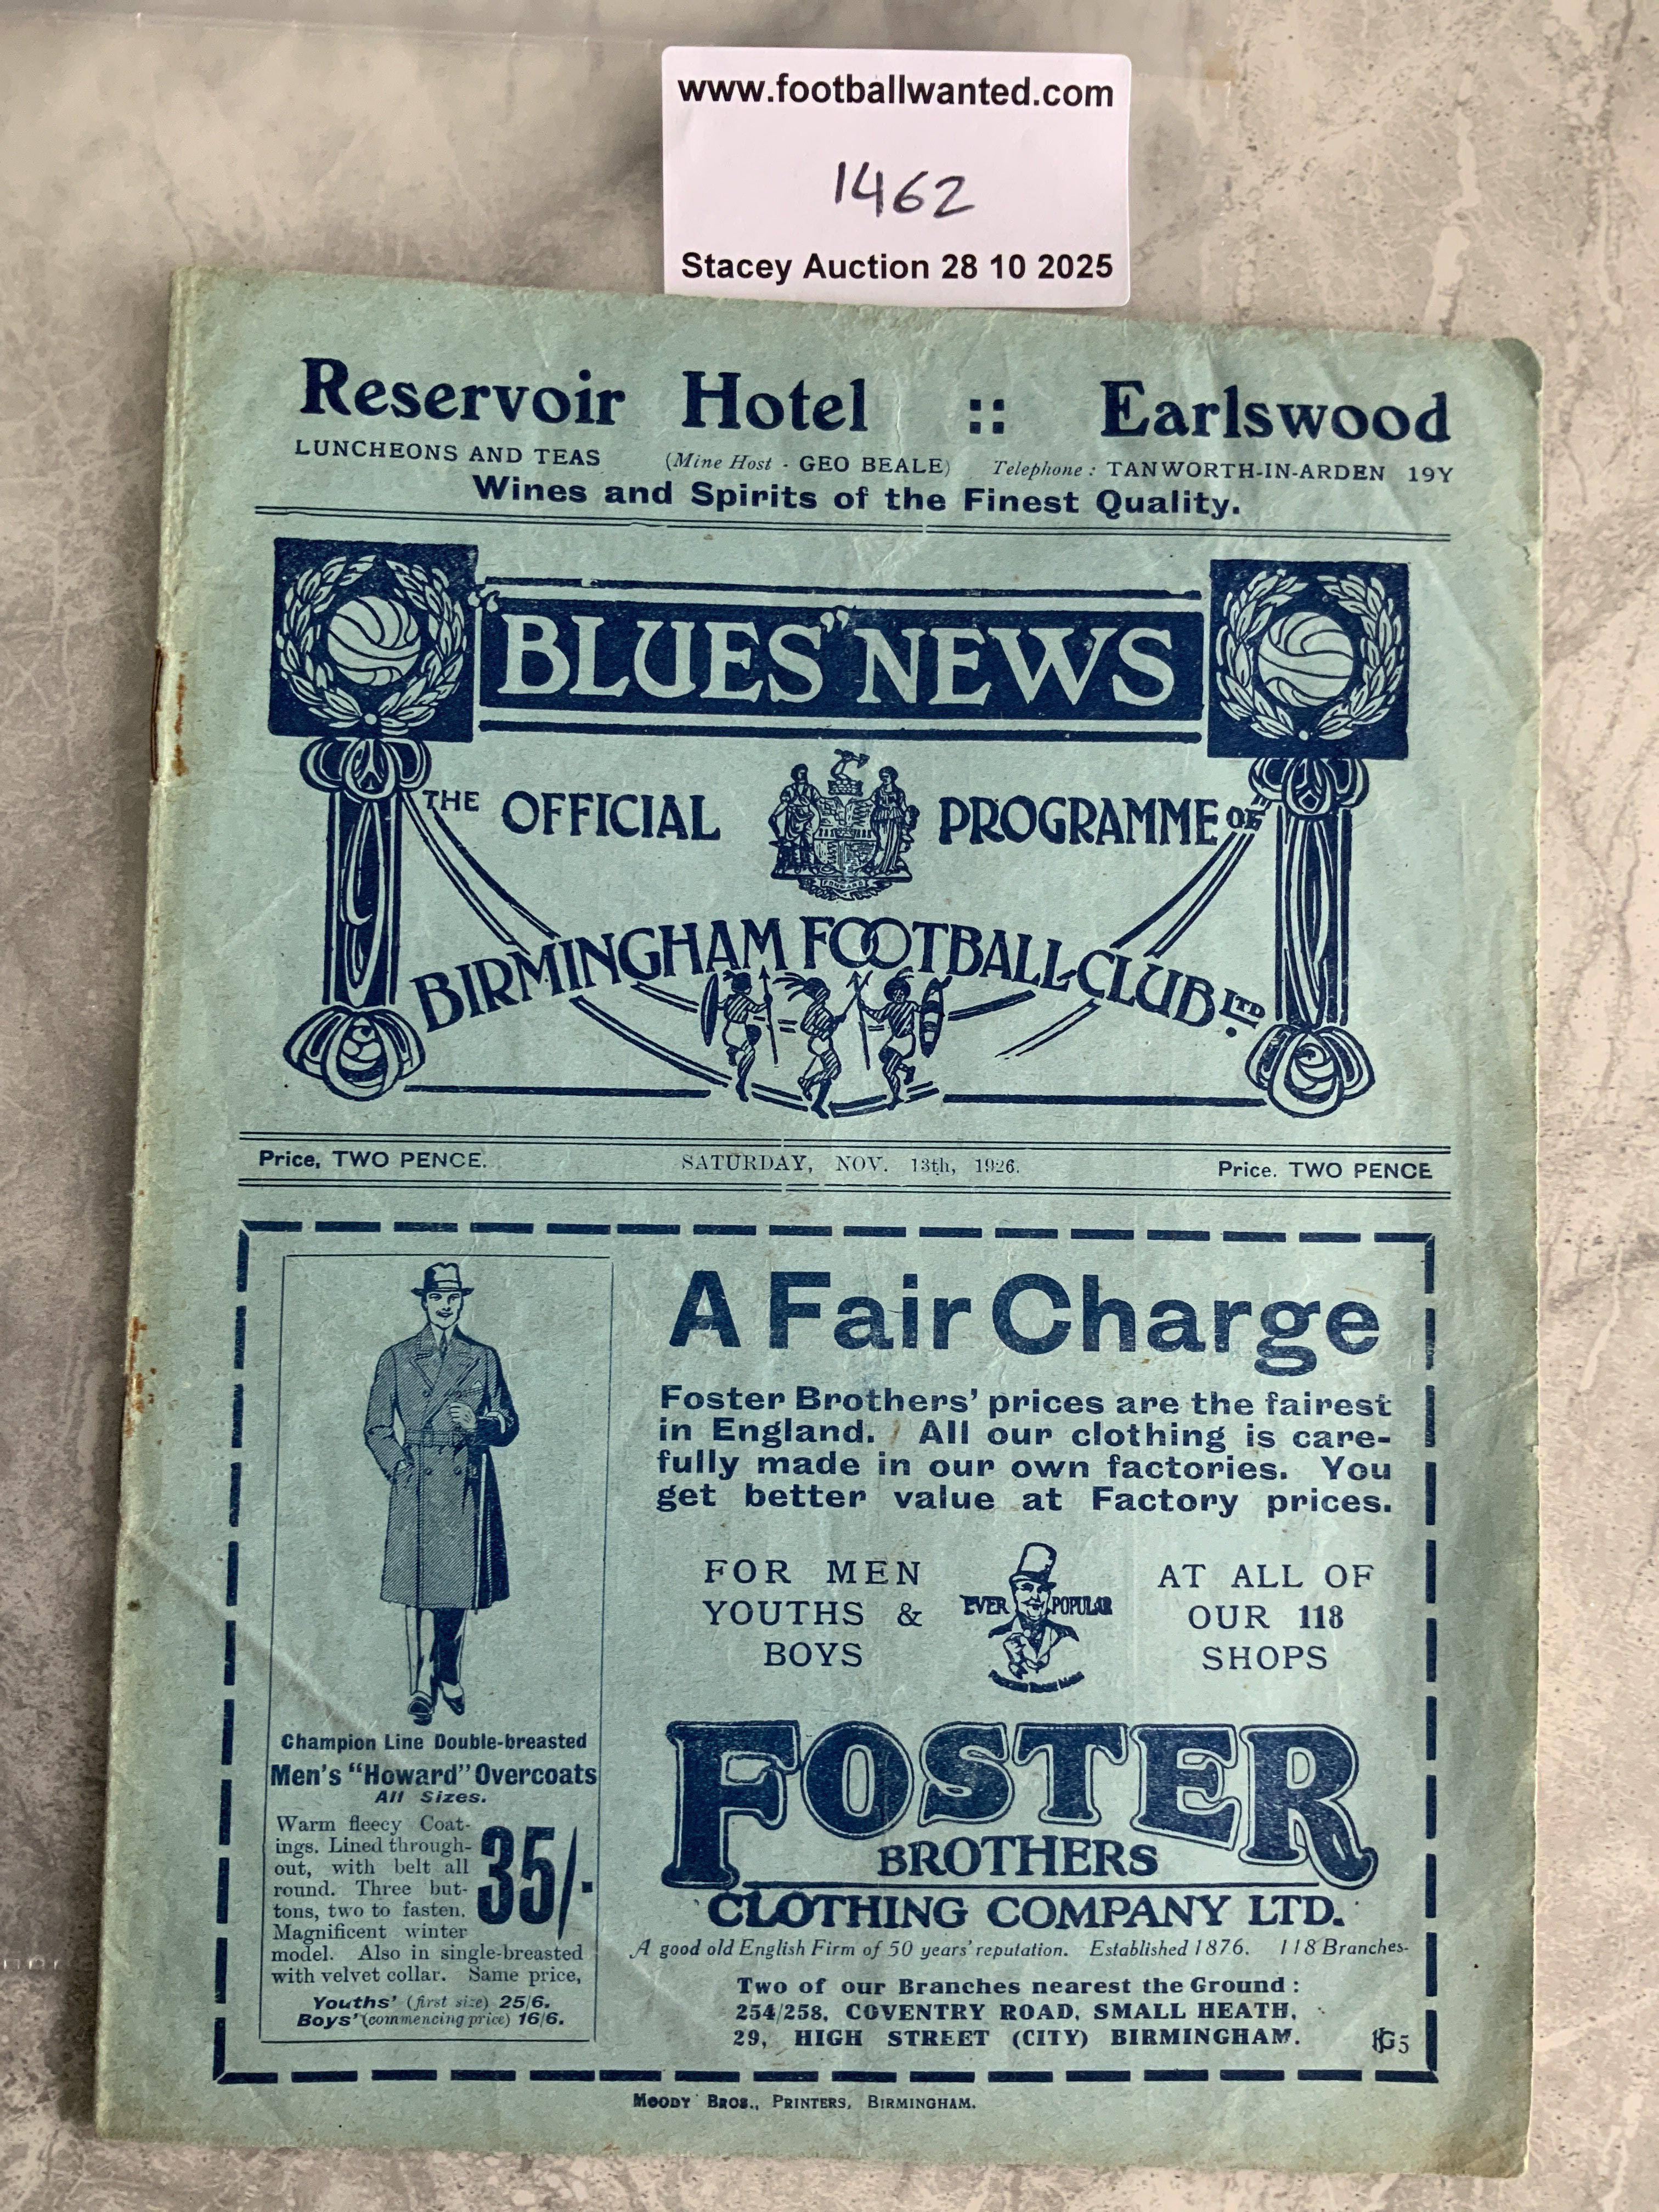 www.footballwanted.com
1462
Stacey Auction 28 10 2025
Reservoir Hotel :: Earlswood
LUNCHEONS AND TEAS (Mine Host - GEO BEALE) Telephone : TANWORTH-IN-ARDEN 19Y
Wines and Spirits of the Finest Quality.
"BLUES" NEWS
THE OFFICIAL PROGRAMME OF
FORWARD
BIRMINGHAM FOOTBALL CLUB LTD.
Price, TWO PENCE. SATURDAY, NOV. 13th, 1926. Price. TWO PENCE
A Fair Charge
Foster Brothers' prices are the fairest
in England. All our clothing is care-
fully made in our own factories. You
get better value at Factory prices.
FOR MEN
YOUTHS &
BOYS
EVER POPULAR
AT ALL OF
OUR 118
SHOPS
Champion Line Double-breasted
Men's "Howard" Overcoats
All Sizes.
Warm fleecy Coat-
ings. Lined through-
out, with belt all
round. Three but-
tons, two to fasten.
Magnificent winter
model. Also in single-breasted
with velvet collar. Same price,
35/-
Youths' (first size) 25/6.
Boys' (commencing price) 16/6.
FOSTER
BROTHERS
CLOTHING COMPANY LTD.
A good old English Firm of 50 years' reputation. Established 1876. 118 Branches-
Two of our Branches nearest the Ground :
254/258, COVENTRY ROAD, SMALL HEATH,
29, HIGH STREET (CITY) BIRMINGHAM.
MOODY BROS., PRINTERS, BIRMINGHAM.